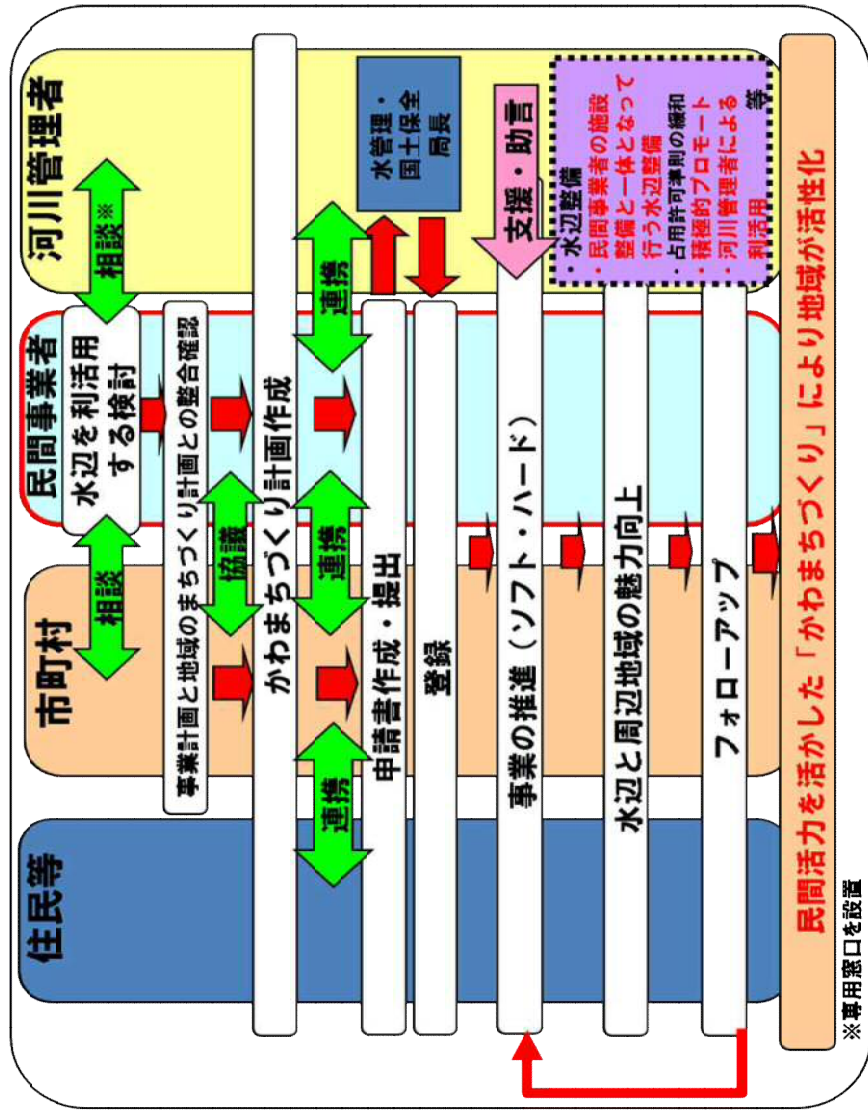 住民等
市町村
民間事業者
河川管理者
相談
水辺を利活用
する検討
相談※
事業計画と地域のまちづくり計画との整合確認
協議
かわまちづくり計画作成
連携
連携
連携
申請書作成・提出
登録
水管理・
国土保全
局長
事業の推進（ソフト・ハード）
支援・助言
水辺と周辺地域の魅力向上
・水辺整備
・民間事業者の施設
整備と一体となって
行う水辺整備
・占用許可準則の緩和
・積極的プロモート
・河川管理者による
利活用
等
フォローアップ
民間活力を活かした「かわまちづくり」により地域が活性化
※専用窓口を設置